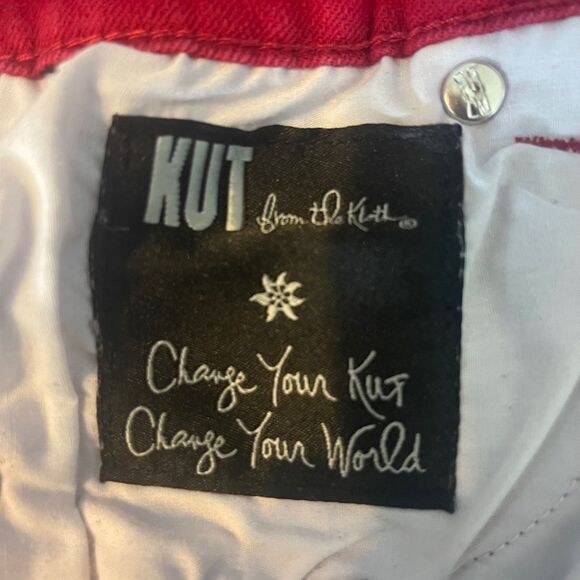 KUT from the Kloth®
Change Your Kut
Change Your World